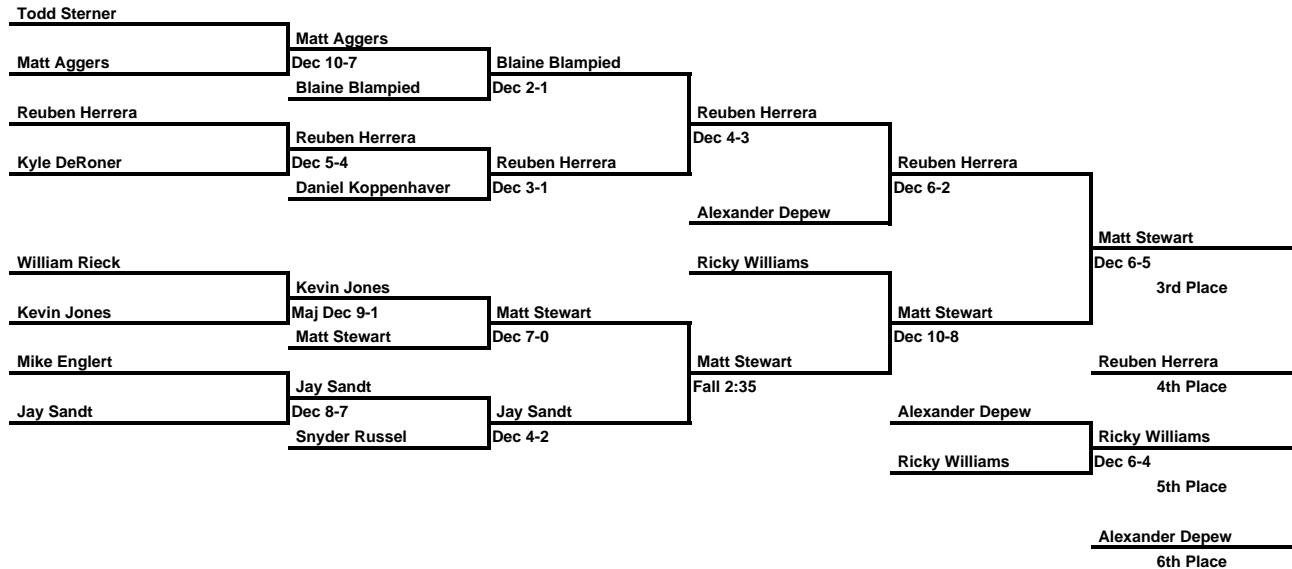 Todd Sterner
Matt Aggers
Matt Aggers
Dec 10-7
Blaine Blampied
Blaine Blampied
Dec 2-1
Reuben Herrera
Kyle DeRoner
Reuben Herrera
Dec 5-4
Daniel Koppenhaver
Reuben Herrera
Dec 3-1
Reuben Herrera
Dec 4-3
Alexander Depew
Reuben Herrera
Dec 6-2
William Rieck
Kevin Jones
Kevin Jones
Maj Dec 9-1
Matt Stewart
Matt Stewart
Dec 7-0
Mike Englert
Jay Sandt
Jay Sandt
Dec 8-7
Snyder Russel
Jay Sandt
Dec 4-2
Ricky Williams
Matt Stewart
Fall 2:35
Matt Stewart
Dec 10-8
Matt Stewart
Dec 6-5
3rd Place
Reuben Herrera
4th Place
Alexander Depew
Ricky Williams
Ricky Williams
Dec 6-4
5th Place
Alexander Depew
6th Place